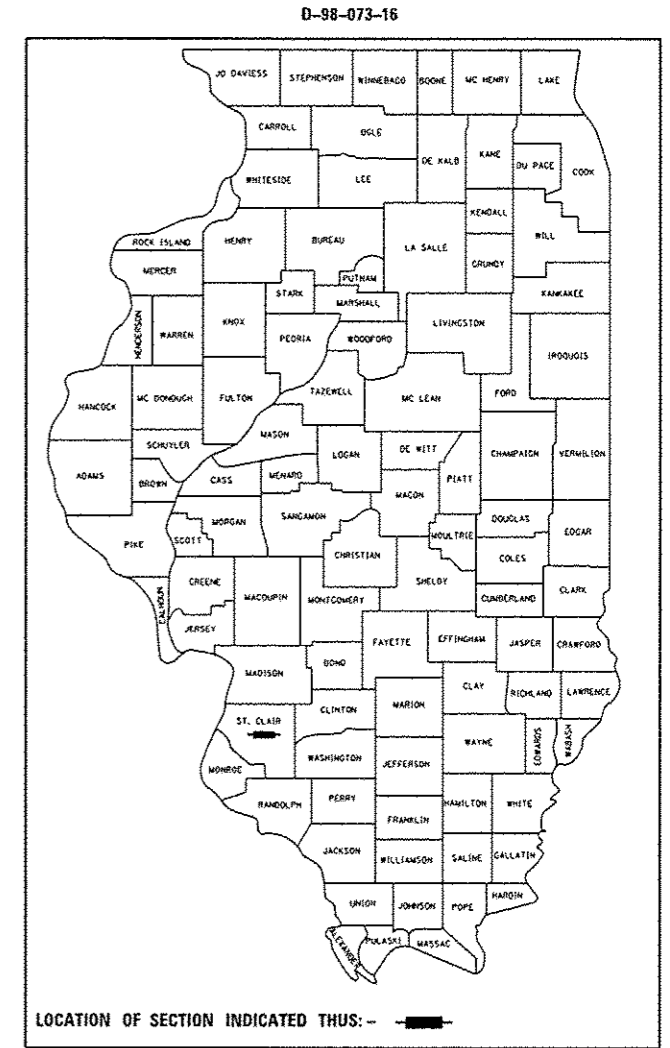 D-98-073-16
JO DAVIESS STEPHENSON WINNEBAGO BOONE MC HENRY LAKE
CARROLL OGLE DE KALB KANE DU PAGE COOK
WHITESIDE LEE
KENDALL WILL
ROCK ISLAND HENRY BUREAU LA SALLE GRUNDY
MERCER PUTNAM
STARK MARSHALL KANKAKEE
HENDERSON WARREN KNOX PEORIA WOODFORD LIVINGSTON IROQUOIS
HANCOCK MC DONOUGH FULTON TAZEWELL MC LEAN FORD
MASON
SCHUYLER LOGAN DE WITT CHAMPAIGN VERMILION
ADAMS BROWN CASS MENARD PIATT
MACON
MORGAN SANGAMON DOUGLAS
PIKE SCOTT CHRISTIAN MOULTRIE COLES EDGAR
GREENE SHELBY
CALHOUN MACOUPIN MONTGOMERY CUMBERLAND CLARK
JERSEY
FAYETTE EFFINGHAM JASPER CRAWFORD
MADISON BOND
CLAY RICHLAND LAWRENCE
CLINTON MARION
ST. CLAIR WAYNE EDWARDS WABASH
WASHINGTON JEFFERSON
MONROE
RANDOLPH PERRY HAMILTON WHITE
FRANKLIN
JACKSON WILLIAMSON SALINE GALLATIN
UNION JOHNSON POPE HARDIN
ALEXANDER PULASKI MASSAC
LOCATION OF SECTION INDICATED THUS: -